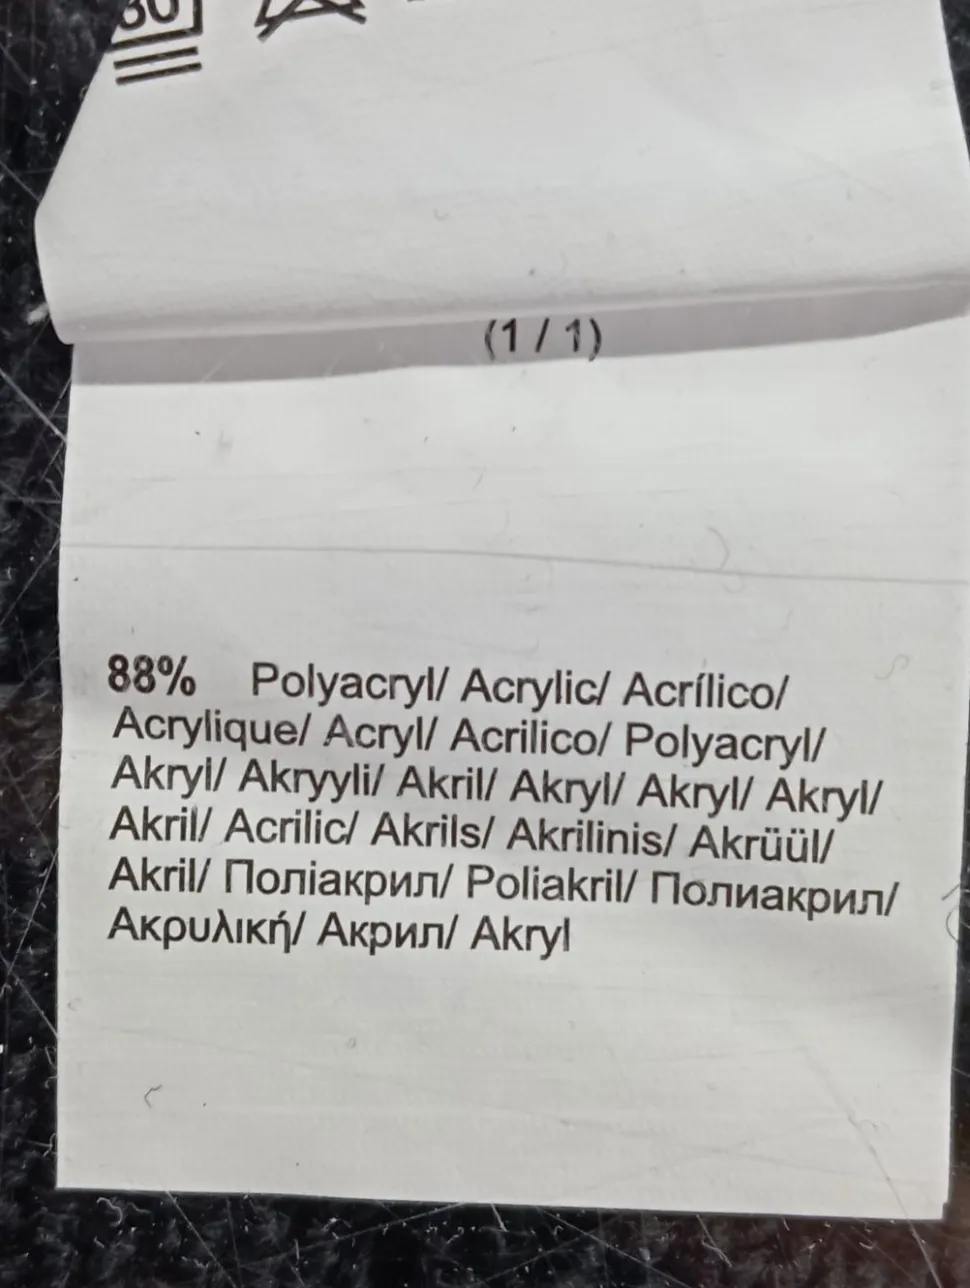 (1 / 1)
88% Polyacryl/ Acrylic/ Acrílico/
Acrylique/ Acryl/ Acrilico/ Polyacryl/
Akryl/ Akryyli/ Akril/ Akryl/ Akryl/ Akryl/
Akril/ Acrilic/ Akrils/ Akrilinis/ Akrüül/
Akril/ Поліакрил/ Poliakril/ Полиакрил/
Ακρυλική/ Акрил/ Akryl